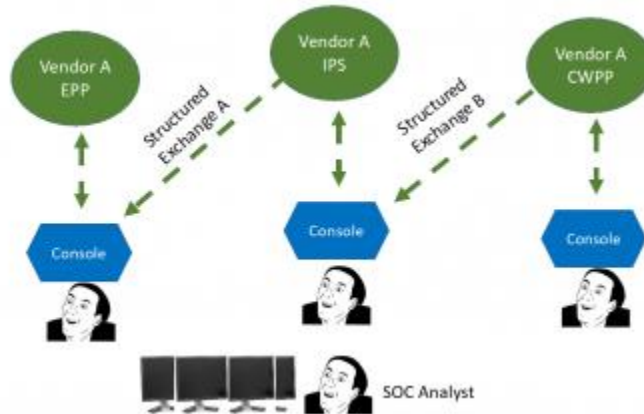 Vendor A
EPP
Vendor A
IPS
Vendor A
CWPP
Structured
Exchange A
Structured
Exchange B
Console
Console
Console
SOC Analyst